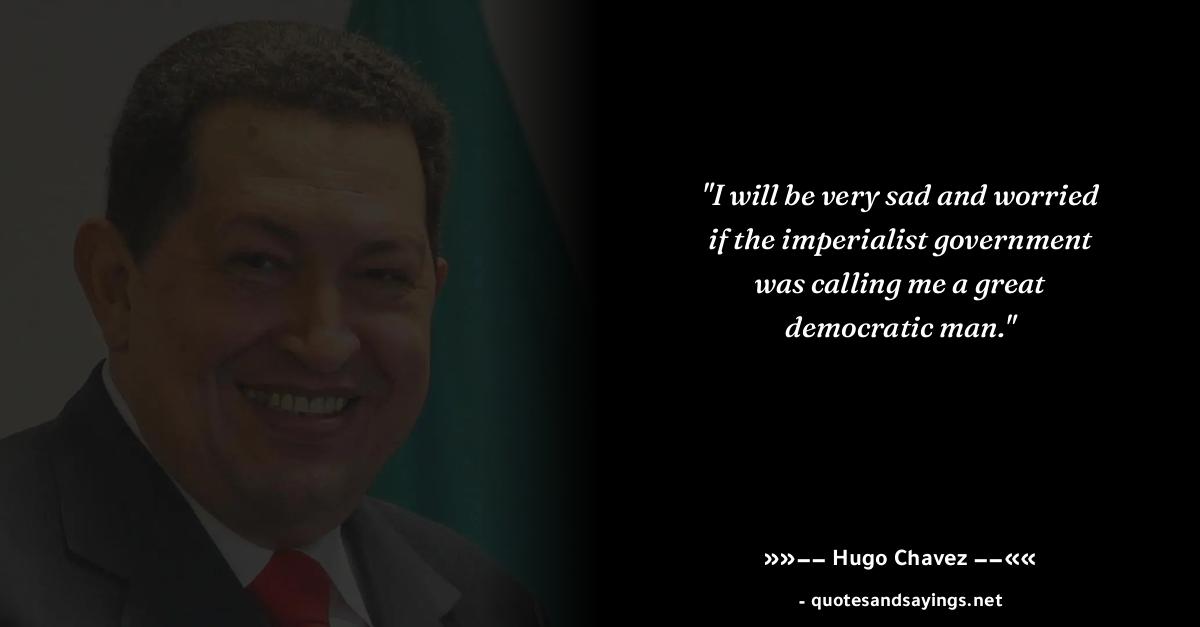 "I will be very sad and worried
if the imperialist government
was calling me a great
democratic man."
»»−− Hugo Chavez −−««
- quotesandsayings.net